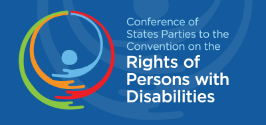 Conference of
States Parties to the
Convention on the
Rights of
Persons with
Disabilities